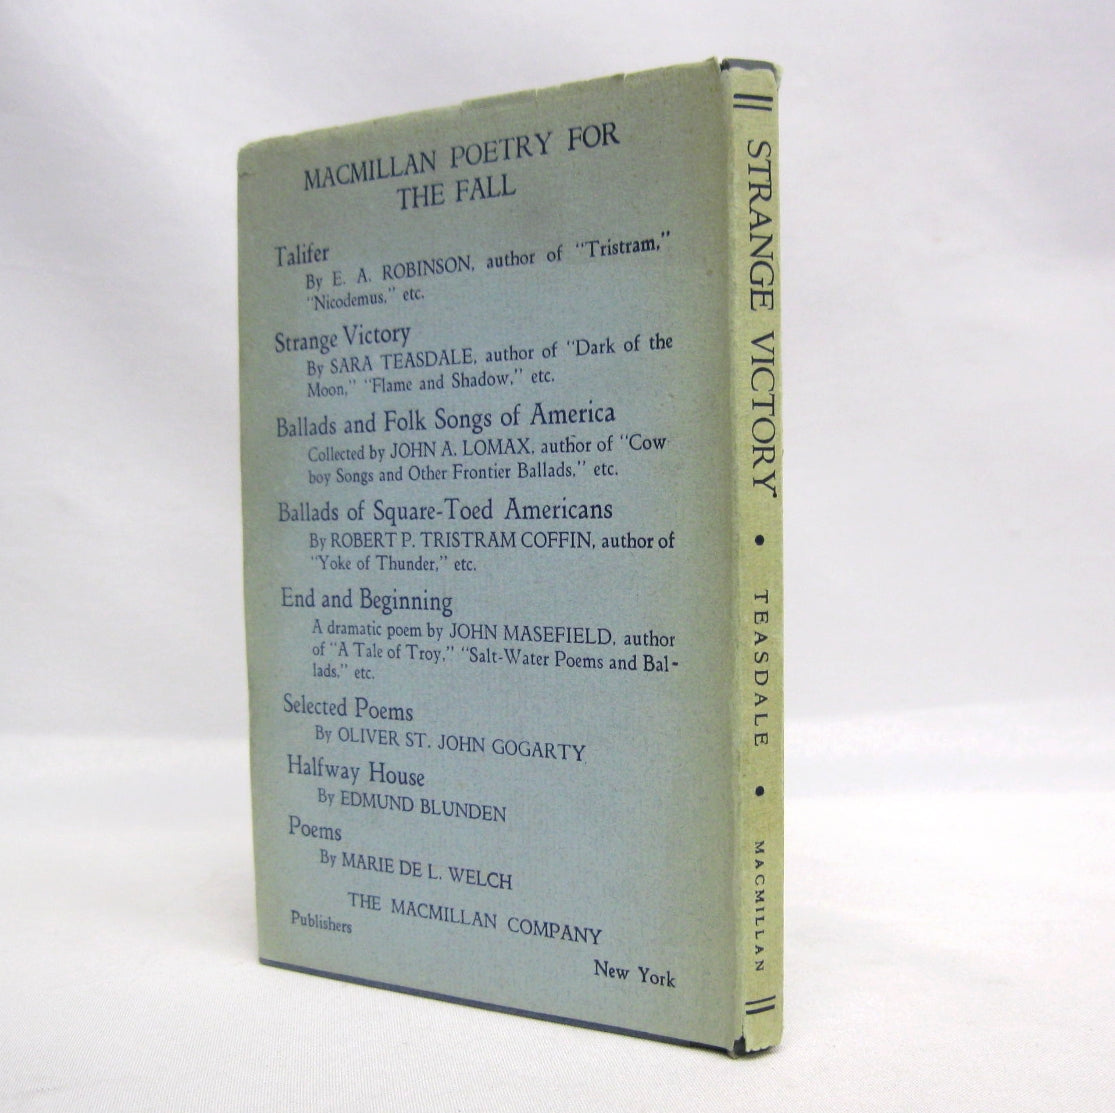 MACMILLAN POETRY FOR
THE FALL
Talifer
By E. A. ROBINSON, author of "Tristram,"
"Nicodemus," etc.
Strange Victory
By SARA TEASDALE, author of "Dark of the
Moon," "Flame and Shadow," etc.
Ballads and Folk Songs of America
Collected by JOHN A. LOMAX, author of "Cow
boy Songs and Other Frontier Ballads," etc.
Ballads of Square-Toed Americans
By ROBERT P. TRISTRAM COFFIN, author of
"Yoke of Thunder," etc.
End and Beginning
A dramatic poem by JOHN MASEFIELD, author
of "A Tale of Troy," "Salt-Water Poems and Bal-
lads," etc.
Selected Poems
By OLIVER ST. JOHN GOGARTY
Halfway House
By EDMUND BLUNDEN
Poems
By MARIE DE L. WELCH
THE MACMILLAN COMPANY
Publishers
New York
STRANGE VICTORY • TEASDALE • MACMILLAN